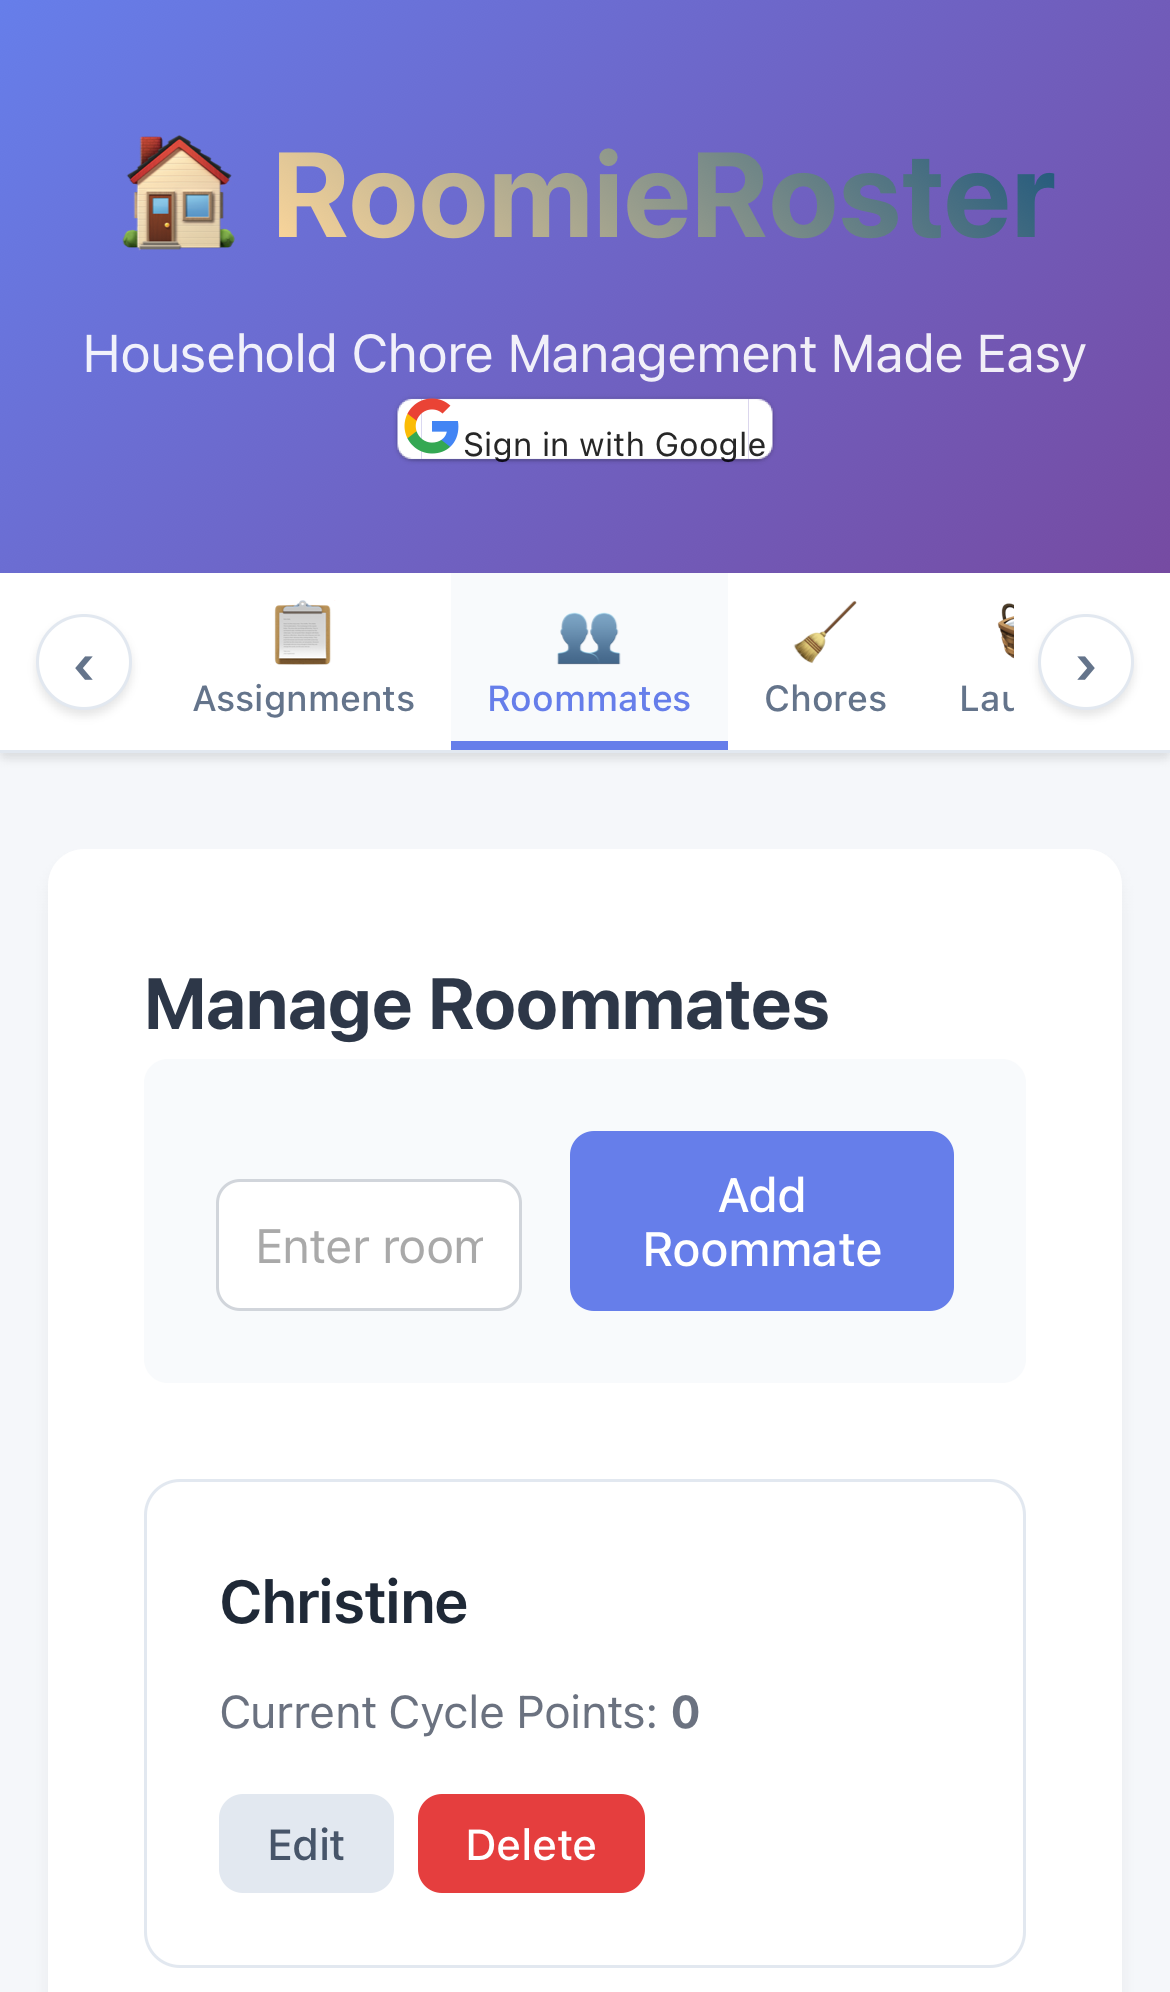 RoomieRoster
Household Chore Management Made Easy
Sign in with Google
‹
Assignments
Roommates
Chores
Lau
›
Manage Roommates
Enter room
Add
Roommate
Christine
Current Cycle Points: 0
Edit
Delete